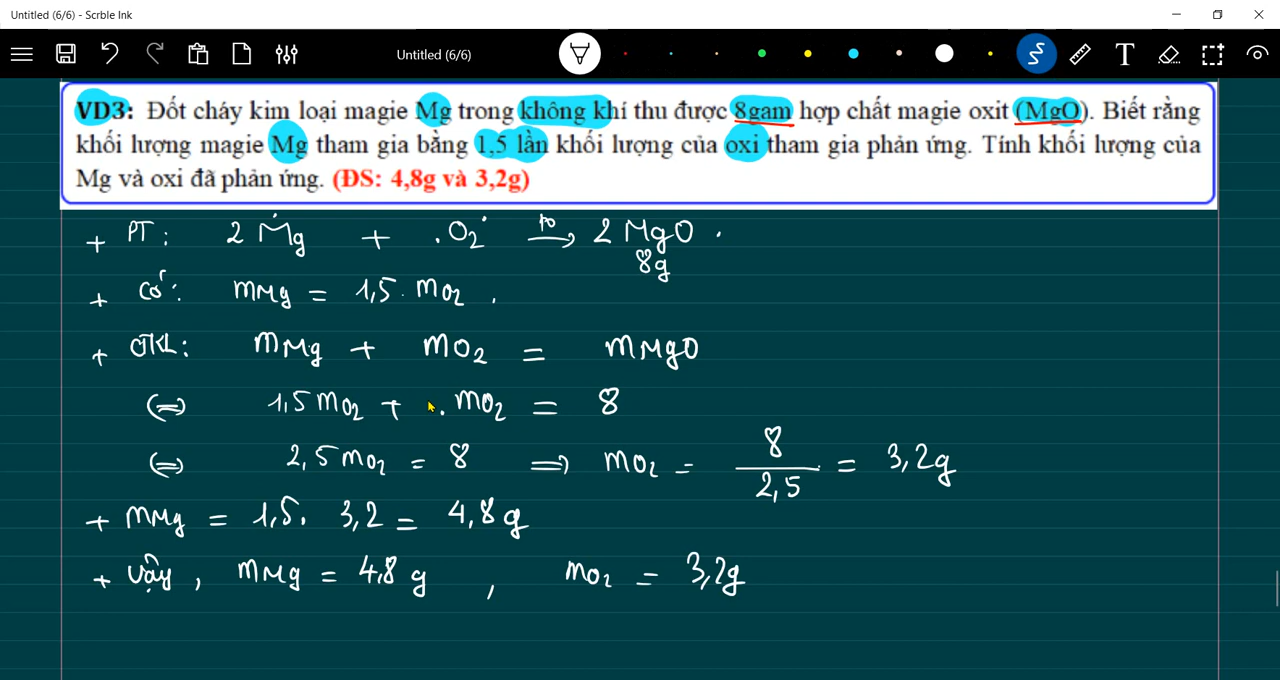 Untitled (6/6) - Scrble Ink
Untitled (6/6)
T
VD3: Đốt cháy kim loại magie Mg trong không khí thu được 8gam hợp chất magie oxit (MgO). Biết rằng
khối lượng magie Mg tham gia bằng 1,5 lần khối lượng của oxi tham gia phản ứng. Tính khối lượng của
Mg và oxi đã phản ứng. (ĐS: 4,8g và 3,2g)
+ PT: 2 Mg + O2 to → 2 MgO
8g
+ Có: mMg = 1,5 . mO2 .
+ ĐTKL: mMg + mO2 = mMgO
(=) 1,5 mO2 + . mO2 = 8
(=) 2,5 mO2 = 8 => mO2 = 8/2,5 = 3,2g
+ mMg = 1,5 . 3,2 = 4,8 g
+ Vậy , mMg = 4,8 g , mO2 = 3,2g